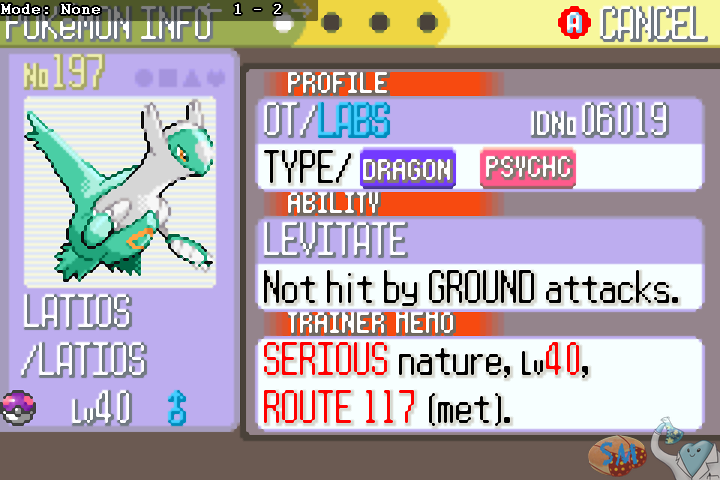 Mode: None
1 - 2
POKéMON INFO
A CANCEL
No197
LATIOS
/LATIOS
Lv40
PROFILE
OT/LABS IDNo06019
TYPE/ DRAGON PSYCHC
ABILITY
LEVITATE
Not hit by GROUND attacks.
TRAINER MEMO
SERIOUS nature, Lv40,
ROUTE 117 (met).
SM